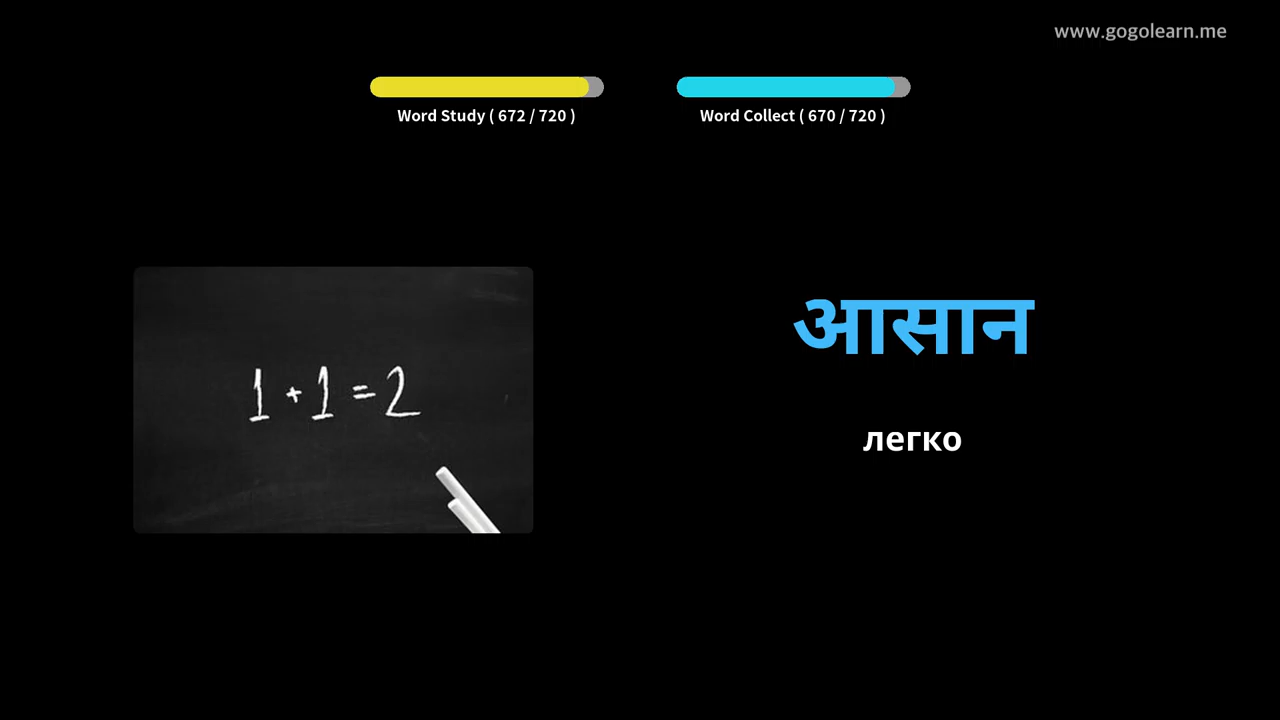 www.gogolearn.me
Word Study ( 672 / 720 )
Word Collect ( 670 / 720 )
1 + 1 = 2
आसान
легко